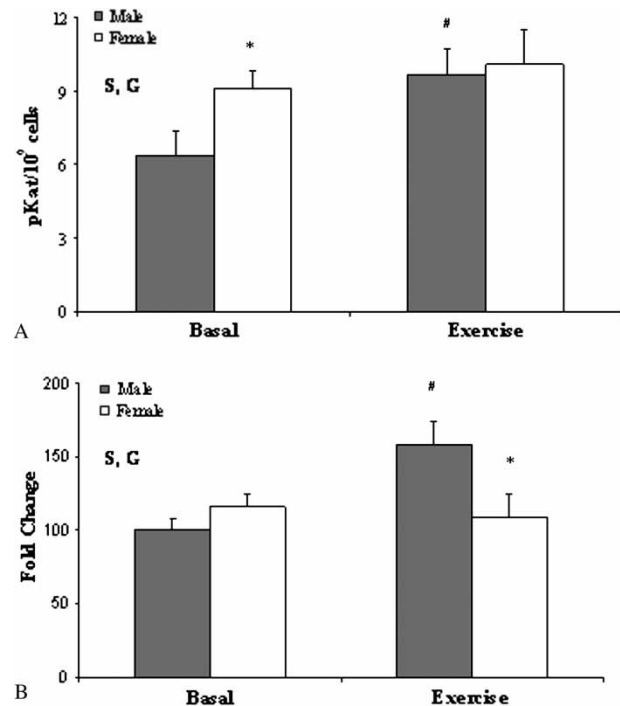 12
9
6
3
0
pKat/10⁹ cells
Male
Female
S, G
*
#
Basal Exercise
A
200
150
100
50
0
Fold Change
Male
Female
S, G
#
*
Basal Exercise
B